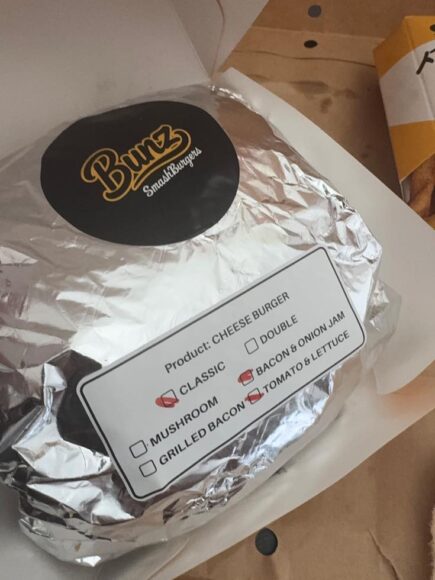 Bunz
SmashBurgers
Product: CHEESE BURGER
CLASSIC
DOUBLE
MUSHROOM
BACON & ONION JAM
GRILLED BACON
TOMATO & LETTUCE